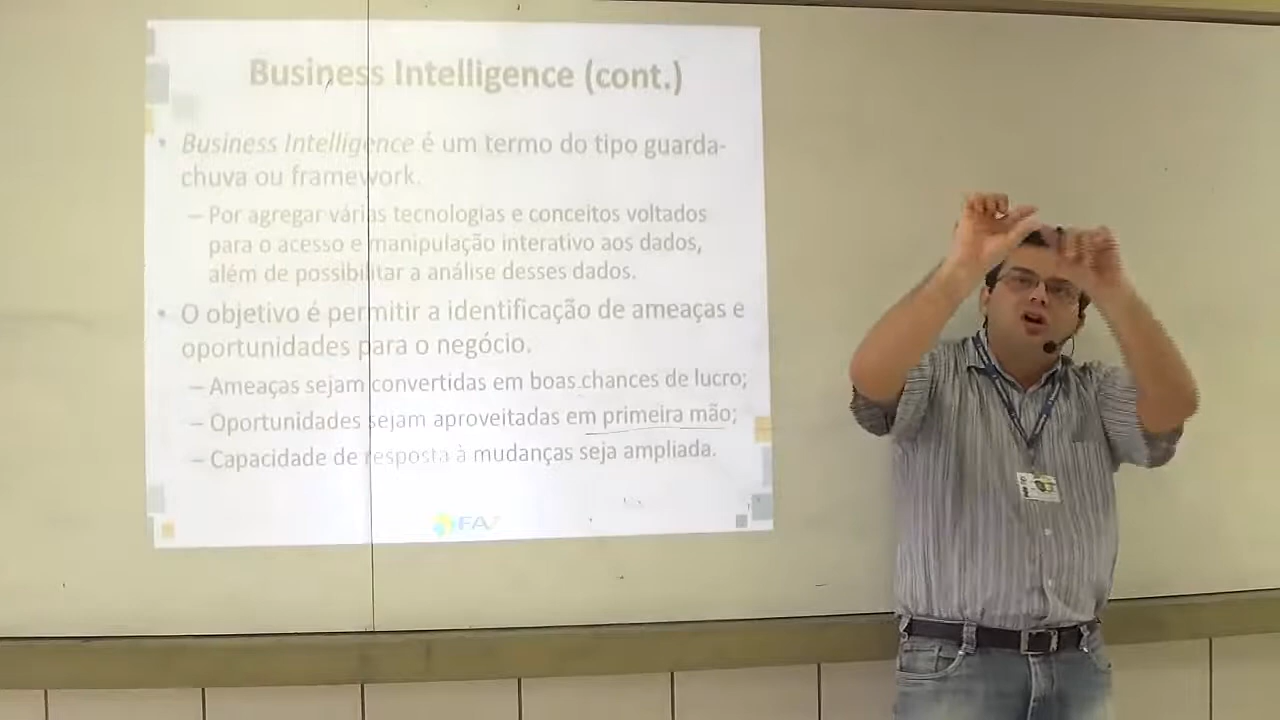 Business Intelligence (cont.)
• Business Intelligence é um termo do tipo guarda-
chuva ou framework.
– Por agregar várias tecnologias e conceitos voltados
para o acesso e manipulação interativo aos dados,
além de possibilitar a análise desses dados.
• O objetivo é permitir a identificação de ameaças e
oportunidades para o negócio.
– Ameaças sejam convertidas em boas chances de lucro;
– Oportunidades sejam aproveitadas em primeira mão;
– Capacidade de resposta à mudanças seja ampliada.